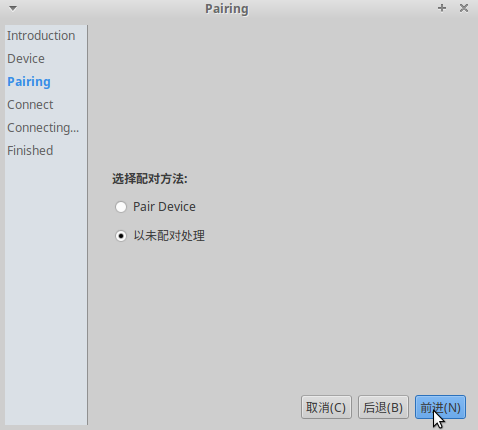 Pairing
Introduction
Device
Pairing
Connect
Connecting...
Finished
选择配对方法:
Pair Device
以未配对处理
取消(C) 后退(B) 前进(N)